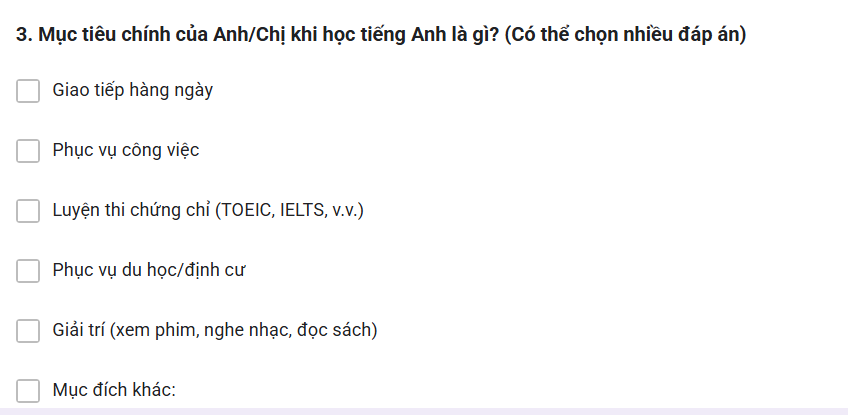 3. Mục tiêu chính của Anh/Chị khi học tiếng Anh là gì? (Có thể chọn nhiều đáp án)
Giao tiếp hàng ngày
Phục vụ công việc
Luyện thi chứng chỉ (TOEIC, IELTS, v.v.)
Phục vụ du học/định cư
Giải trí (xem phim, nghe nhạc, đọc sách)
Mục đích khác: